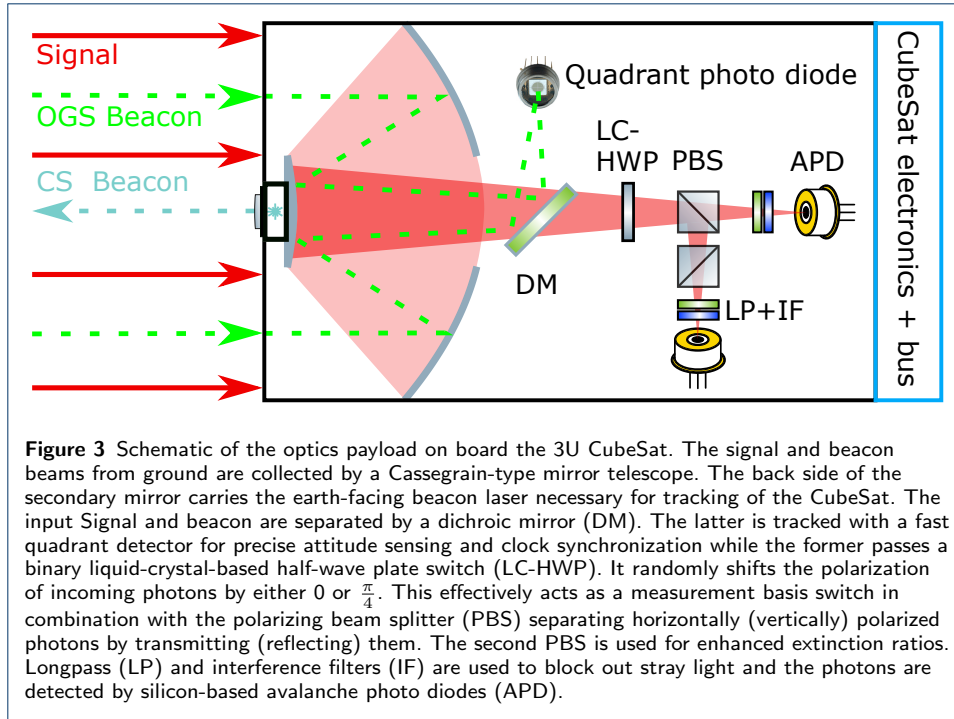 Signal
OGS Beacon
CS Beacon
Quadrant photo diode
LC-
HWP
PBS
APD
DM
LP+IF
CubeSat electronics + bus
Figure 3 Schematic of the optics payload on board the 3U CubeSat. The signal and beacon
beams from ground are collected by a Cassegrain-type mirror telescope. The back side of the
secondary mirror carries the earth-facing beacon laser necessary for tracking of the CubeSat. The
input Signal and beacon are separated by a dichroic mirror (DM). The latter is tracked with a fast
quadrant detector for precise attitude sensing and clock synchronization while the former passes a
binary liquid-crystal-based half-wave plate switch (LC-HWP). It randomly shifts the polarization
of incoming photons by either 0 or π/4. This effectively acts as a measurement basis switch in
combination with the polarizing beam splitter (PBS) separating horizontally (vertically) polarized
photons by transmitting (reflecting) them. The second PBS is used for enhanced extinction ratios.
Longpass (LP) and interference filters (IF) are used to block out stray light and the photons are
detected by silicon-based avalanche photo diodes (APD).